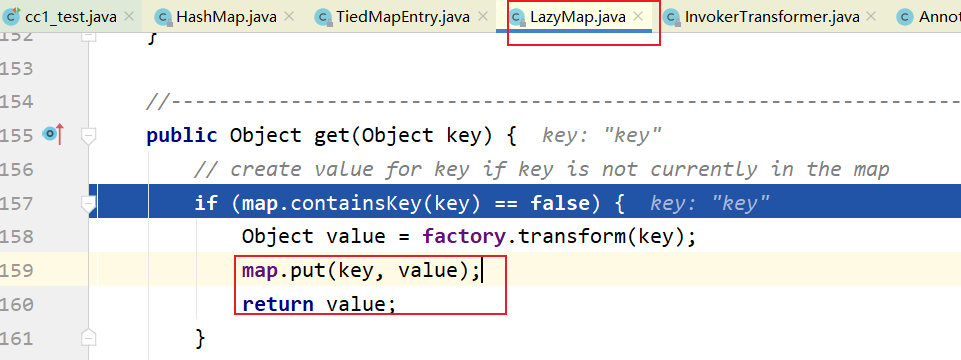 cc1_test.java × HashMap.java × TiedMapEntry.java × LazyMap.java × InvokerTransformer.java × Annot
152 }
153
154 //----------------------------------------------------------------------
155 public Object get(Object key) { key: "key"
156 // create value for key if key is not currently in the map
157 if (map.containsKey(key) == false) { key: "key"
158 Object value = factory.transform(key);
159 map.put(key, value);
160 return value;
161 }